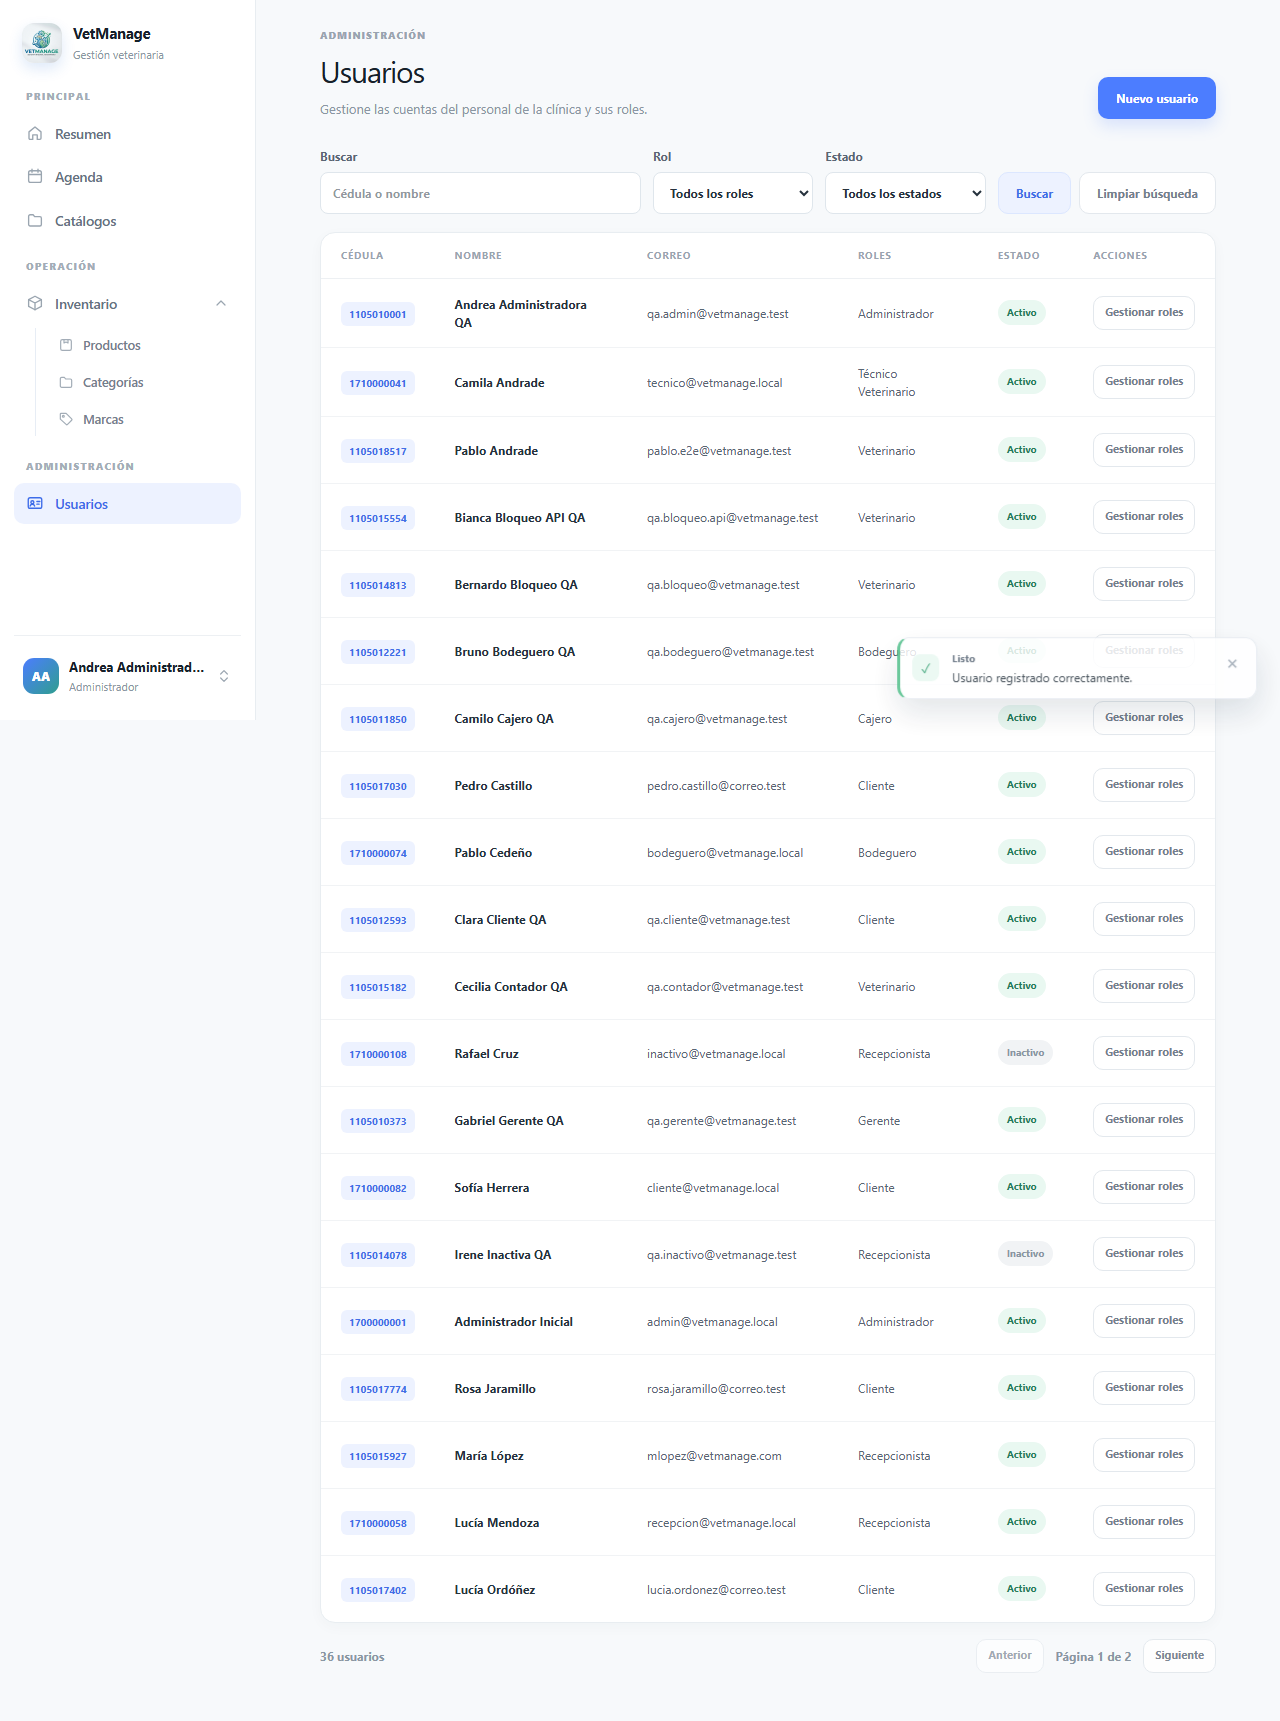 VetManage
Gestión veterinaria
PRINCIPAL
Resumen
Agenda
Catálogos
OPERACIÓN
Inventario
Productos
Categorías
Marcas
ADMINISTRACIÓN
Usuarios
AA
Andrea Administrad...
Administrador
ADMINISTRACIÓN
Usuarios
Gestione las cuentas del personal de la clínica y sus roles.
Nuevo usuario
Buscar Rol Estado
Cédula o nombre Todos los roles Todos los estados Buscar Limpiar búsqueda
CÉDULA NOMBRE CORREO ROLES ESTADO ACCIONES
1105010001 Andrea Administradora QA qa.admin@vetmanage.test Administrador Activo Gestionar roles
1710000041 Camila Andrade tecnico@vetmanage.local Técnico Veterinario Activo Gestionar roles
1105018517 Pablo Andrade pablo.e2e@vetmanage.test Veterinario Activo Gestionar roles
1105015554 Bianca Bloqueo API QA qa.bloqueo.api@vetmanage.test Veterinario Activo Gestionar roles
1105014813 Bernardo Bloqueo QA qa.bloqueo@vetmanage.test Veterinario Activo Gestionar roles
1105012221 Bruno Bodeguero QA qa.bodeguero@vetmanage.test Bodeguero Activo Gestionar roles
Listo
Usuario registrado correctamente.
1105011850 Camilo Cajero QA qa.cajero@vetmanage.test Cajero Activo Gestionar roles
1105017030 Pedro Castillo pedro.castillo@correo.test Cliente Activo Gestionar roles
1710000074 Pablo Cedeño bodeguero@vetmanage.local Bodeguero Activo Gestionar roles
1105012593 Clara Cliente QA qa.cliente@vetmanage.test Cliente Activo Gestionar roles
1105015182 Cecilia Contador QA qa.contador@vetmanage.test Veterinario Activo Gestionar roles
1710000108 Rafael Cruz inactivo@vetmanage.local Recepcionista Inactivo Gestionar roles
1105010373 Gabriel Gerente QA qa.gerente@vetmanage.test Gerente Activo Gestionar roles
1710000082 Sofía Herrera cliente@vetmanage.local Cliente Activo Gestionar roles
1105014078 Irene Inactiva QA qa.inactivo@vetmanage.test Recepcionista Inactivo Gestionar roles
1700000001 Administrador Inicial admin@vetmanage.local Administrador Activo Gestionar roles
1105017774 Rosa Jaramillo rosa.jaramillo@correo.test Cliente Activo Gestionar roles
1105015927 María López mlopez@vetmanage.com Recepcionista Activo Gestionar roles
1710000058 Lucía Mendoza recepcion@vetmanage.local Recepcionista Activo Gestionar roles
1105017402 Lucía Ordóñez lucia.ordonez@correo.test Cliente Activo Gestionar roles
36 usuarios Anterior Página 1 de 2 Siguiente